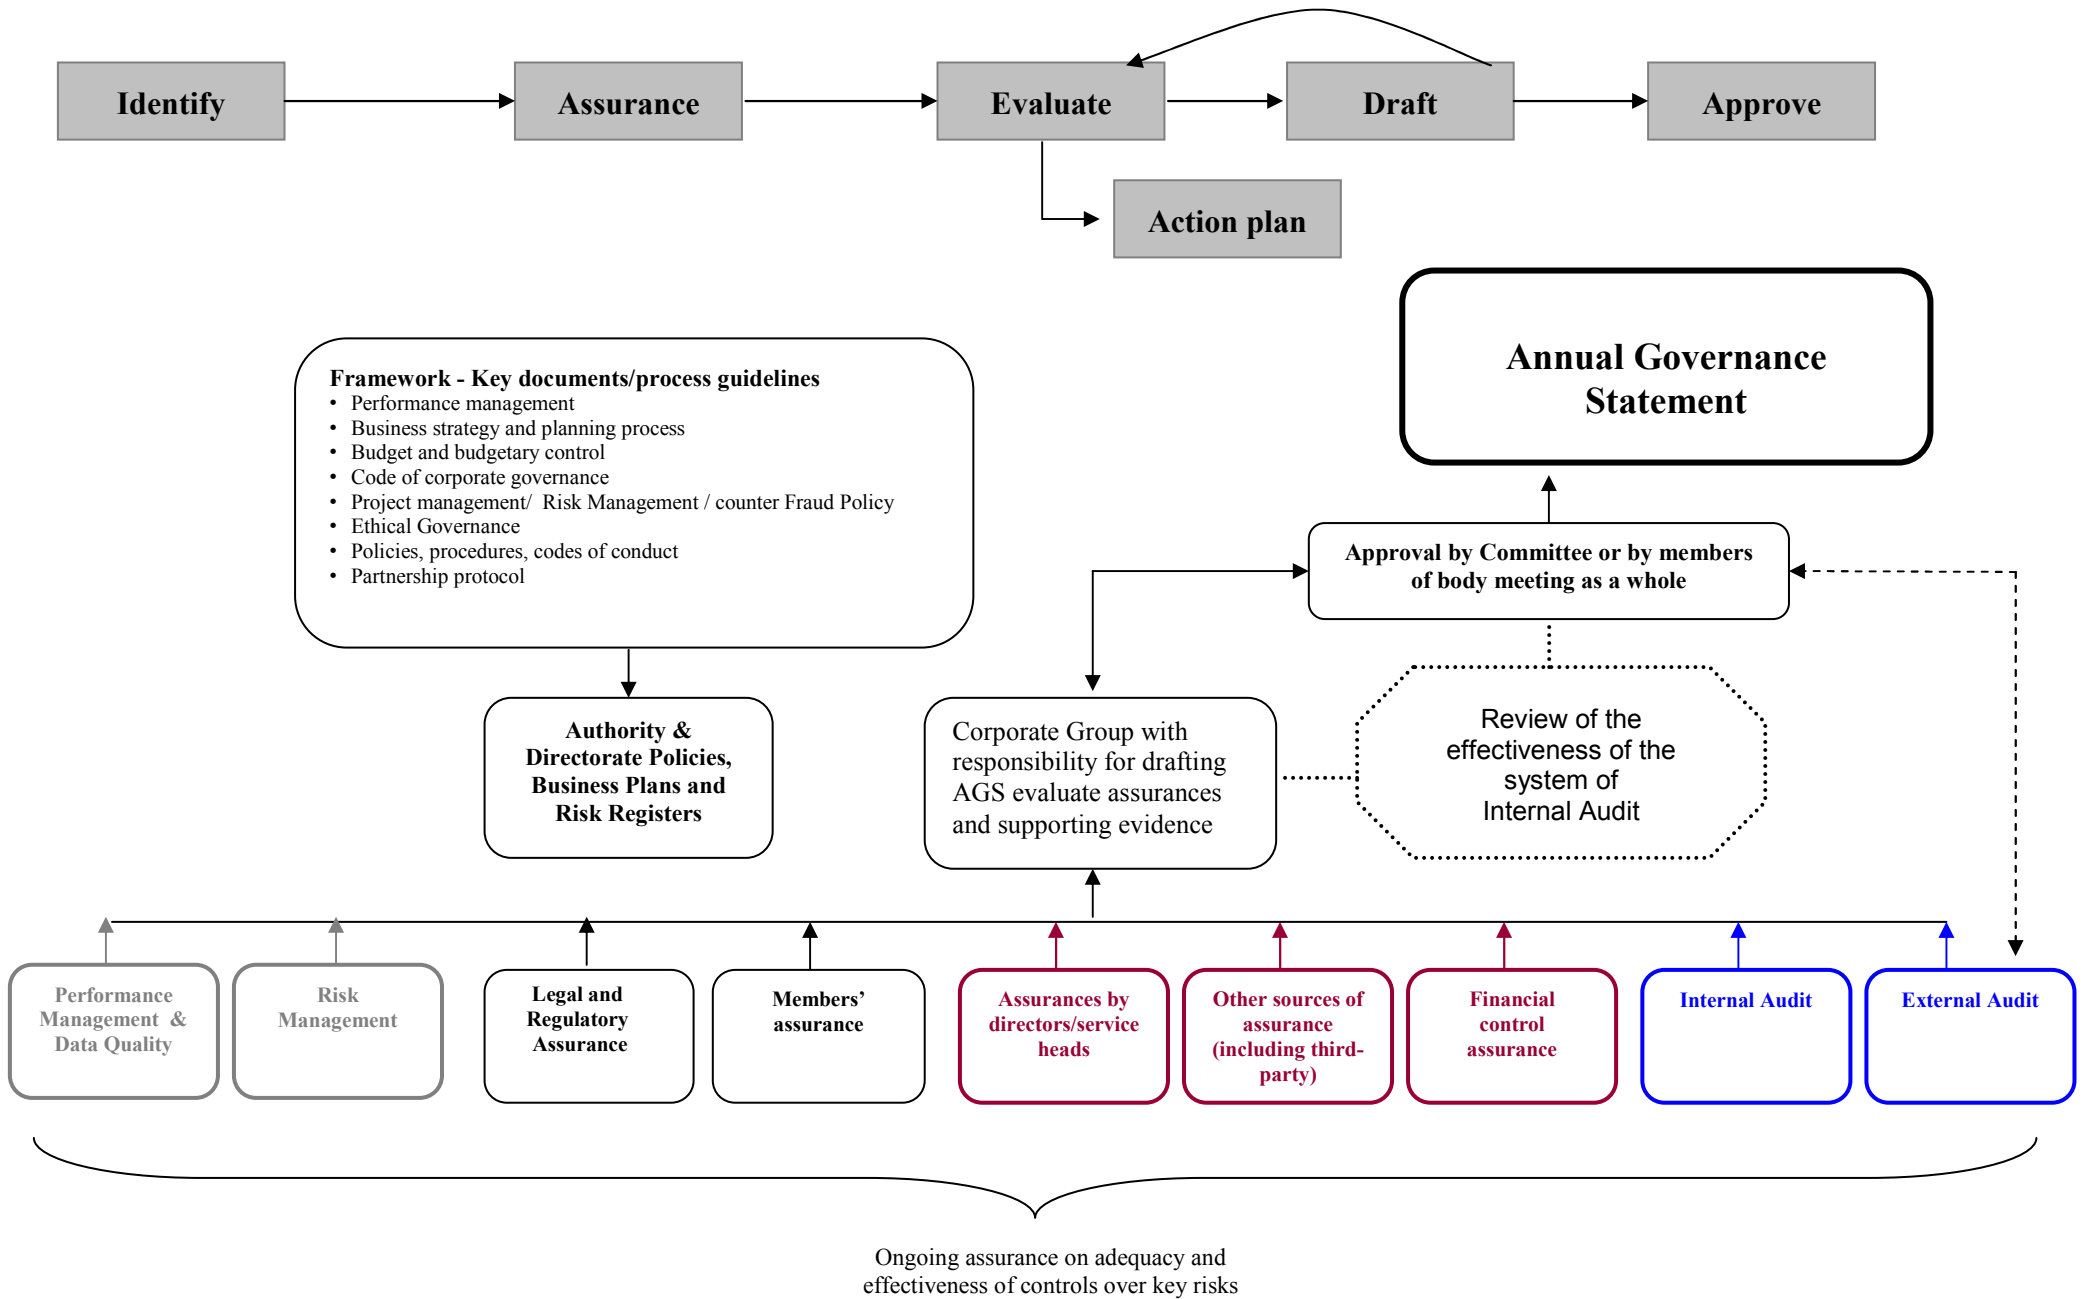 Identify
Assurance
Evaluate
Draft
Approve
Action plan
Annual Governance
Statement
Framework - Key documents/process guidelines
• Performance management
• Business strategy and planning process
• Budget and budgetary control
• Code of corporate governance
• Project management/ Risk Management / counter Fraud Policy
• Ethical Governance
• Policies, procedures, codes of conduct
• Partnership protocol
Approval by Committee or by members
of body meeting as a whole
Authority &
Directorate Policies,
Business Plans and
Risk Registers
Corporate Group with
responsibility for drafting
AGS evaluate assurances
and supporting evidence
Review of the
effectiveness of the
system of
Internal Audit
Performance
Management &
Data Quality
Risk
Management
Legal and
Regulatory
Assurance
Members’
assurance
Assurances by
directors/service
heads
Other sources of
assurance
(including third-
party)
Financial
control
assurance
Internal Audit
External Audit
Ongoing assurance on adequacy and
effectiveness of controls over key risks